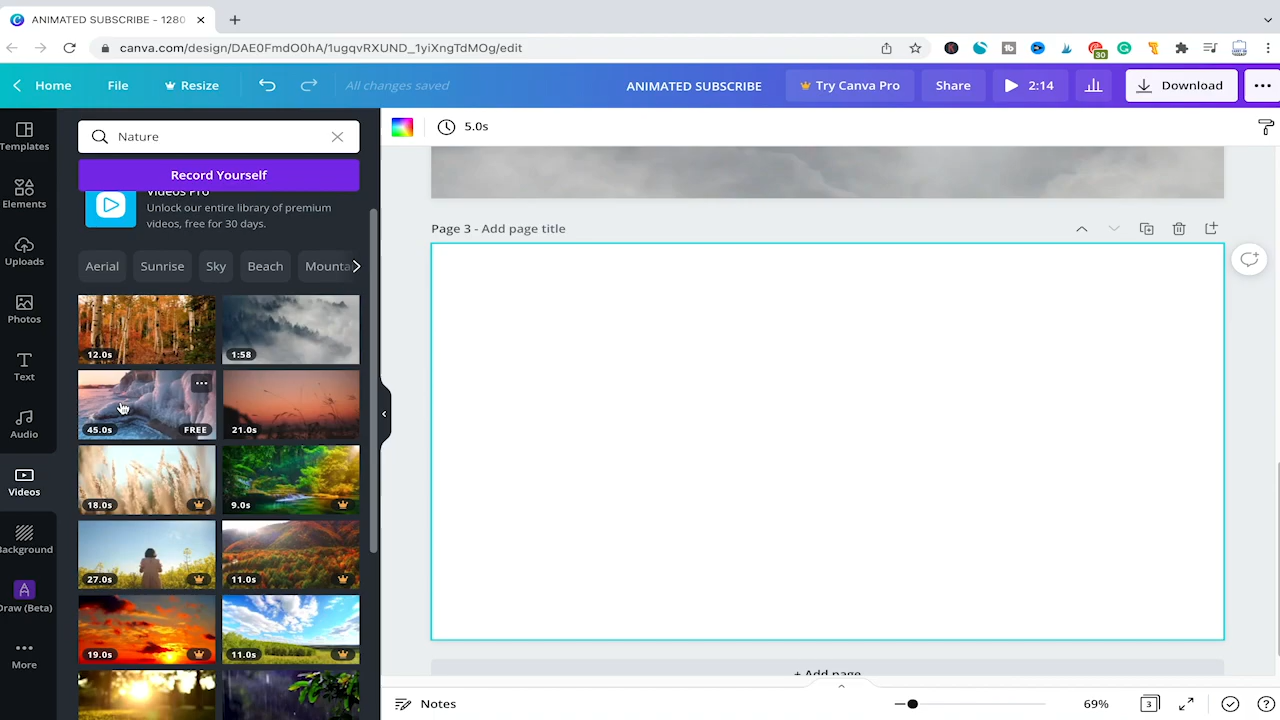 ANIMATED SUBSCRIBE - 1280
canva.com/design/DAE0FmdO0hA/1ugqvRXUND_1yiXngTdMOg/edit
30
Home
File
Resize
All changes saved
ANIMATED SUBSCRIBE
Try Canva Pro
Share
2:14
Download
Templates
Elements
Uploads
Photos
Text
Audio
Videos
Background
Draw (Beta)
More
Nature
Record Yourself
Videos Pro
Unlock our entire library of premium
videos, free for 30 days.
Aerial
Sunrise
Sky
Beach
Mounta
12.0s
1:58
45.0s
FREE
21.0s
18.0s
9.0s
27.0s
11.0s
19.0s
11.0s
5.0s
Page 3 - Add page title
+ Add page
Notes
69%
3